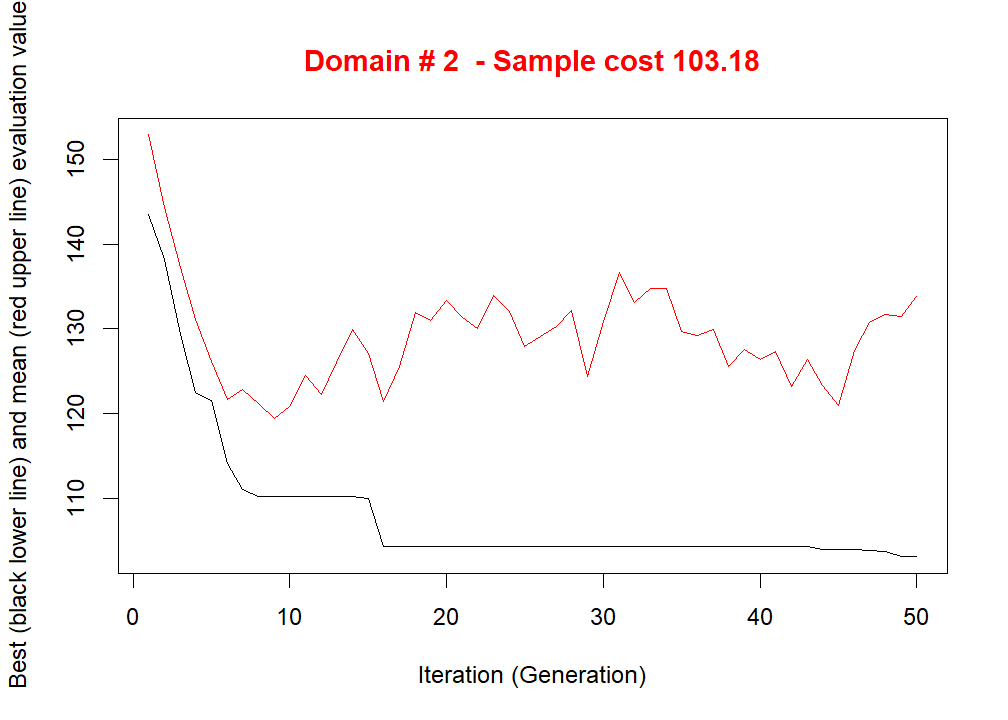 Domain # 2  - Sample cost 103.18
Best (black lower line) and mean (red upper line) evaluation value
150
140
130
120
110
0 10 20 30 40 50
Iteration (Generation)